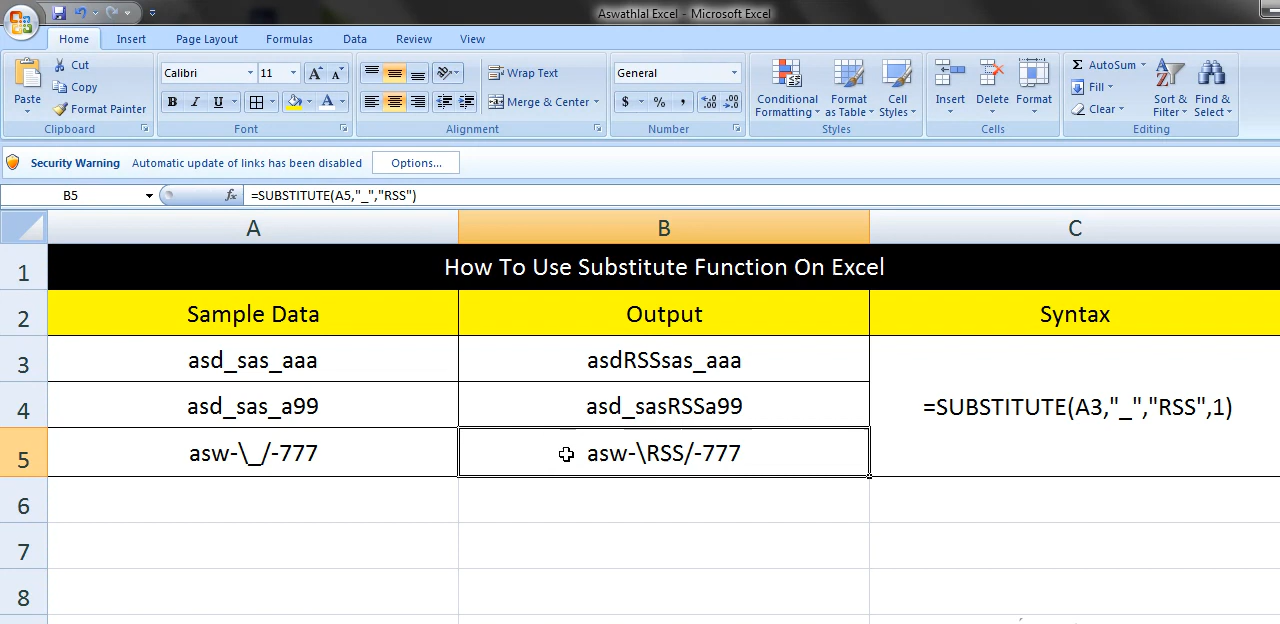 Aswathlal Excel - Microsoft Excel
Home Insert Page Layout Formulas Data Review View
Paste
Cut
Copy
Format Painter
Clipboard
Calibri 11
B I U
Font
Wrap Text
Merge & Center
Alignment
General
$ % ,
Number
Conditional Formatting
Format as Table
Cell Styles
Styles
Insert Delete Format
Cells
Σ AutoSum
Fill
Clear
Sort & Filter
Find & Select
Editing
Security Warning Automatic update of links has been disabled Options...
B5 fx =SUBSTITUTE(A5,"_","RSS")
A B C
1 How To Use Substitute Function On Excel
2 Sample Data Output Syntax
3 asd_sas_aaa asdRSSsas_aaa
4 asd_sas_a99 asd_sasRSSa99 =SUBSTITUTE(A3,"_","RSS",1)
5 asw-\_/-777 asw-\RSS/-777
6
7
8